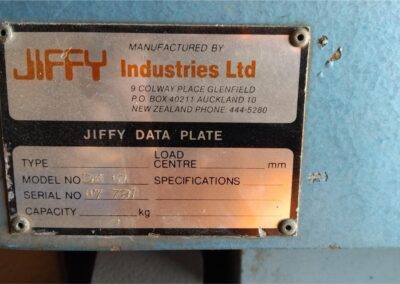 MANUFACTURED BY
JIFFY Industries Ltd
9 COLWAY PLACE GLENFIELD
P.O. BOX 40211 AUCKLAND 10
NEW ZEALAND PHONE: 444-5280
JIFFY DATA PLATE
TYPE LOAD CENTRE mm
MODEL NO SPECIFICATIONS
SERIAL NO
CAPACITY kg